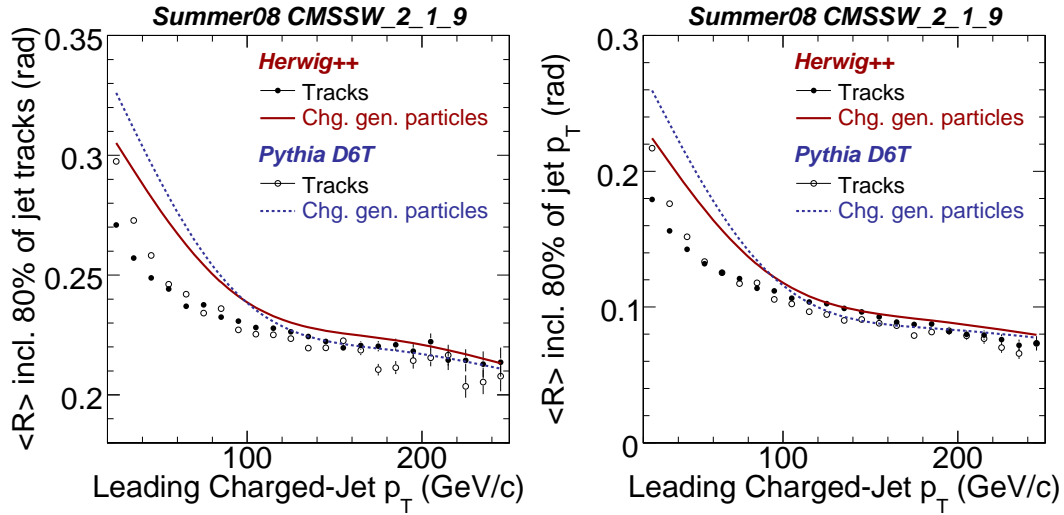 Summer08 CMSSW_2_1_9
<R> incl. 80% of jet tracks (rad)
0.35
0.3
0.25
0.2
Herwig++
Tracks
Chg. gen. particles
Pythia D6T
Tracks
Chg. gen. particles
100
200
Leading Charged-Jet p_T (GeV/c)
Summer08 CMSSW_2_1_9
<R> incl. 80% of jet p_T (rad)
0.3
0.2
0.1
0
Herwig++
Tracks
Chg. gen. particles
Pythia D6T
Tracks
Chg. gen. particles
100
200
Leading Charged-Jet p_T (GeV/c)